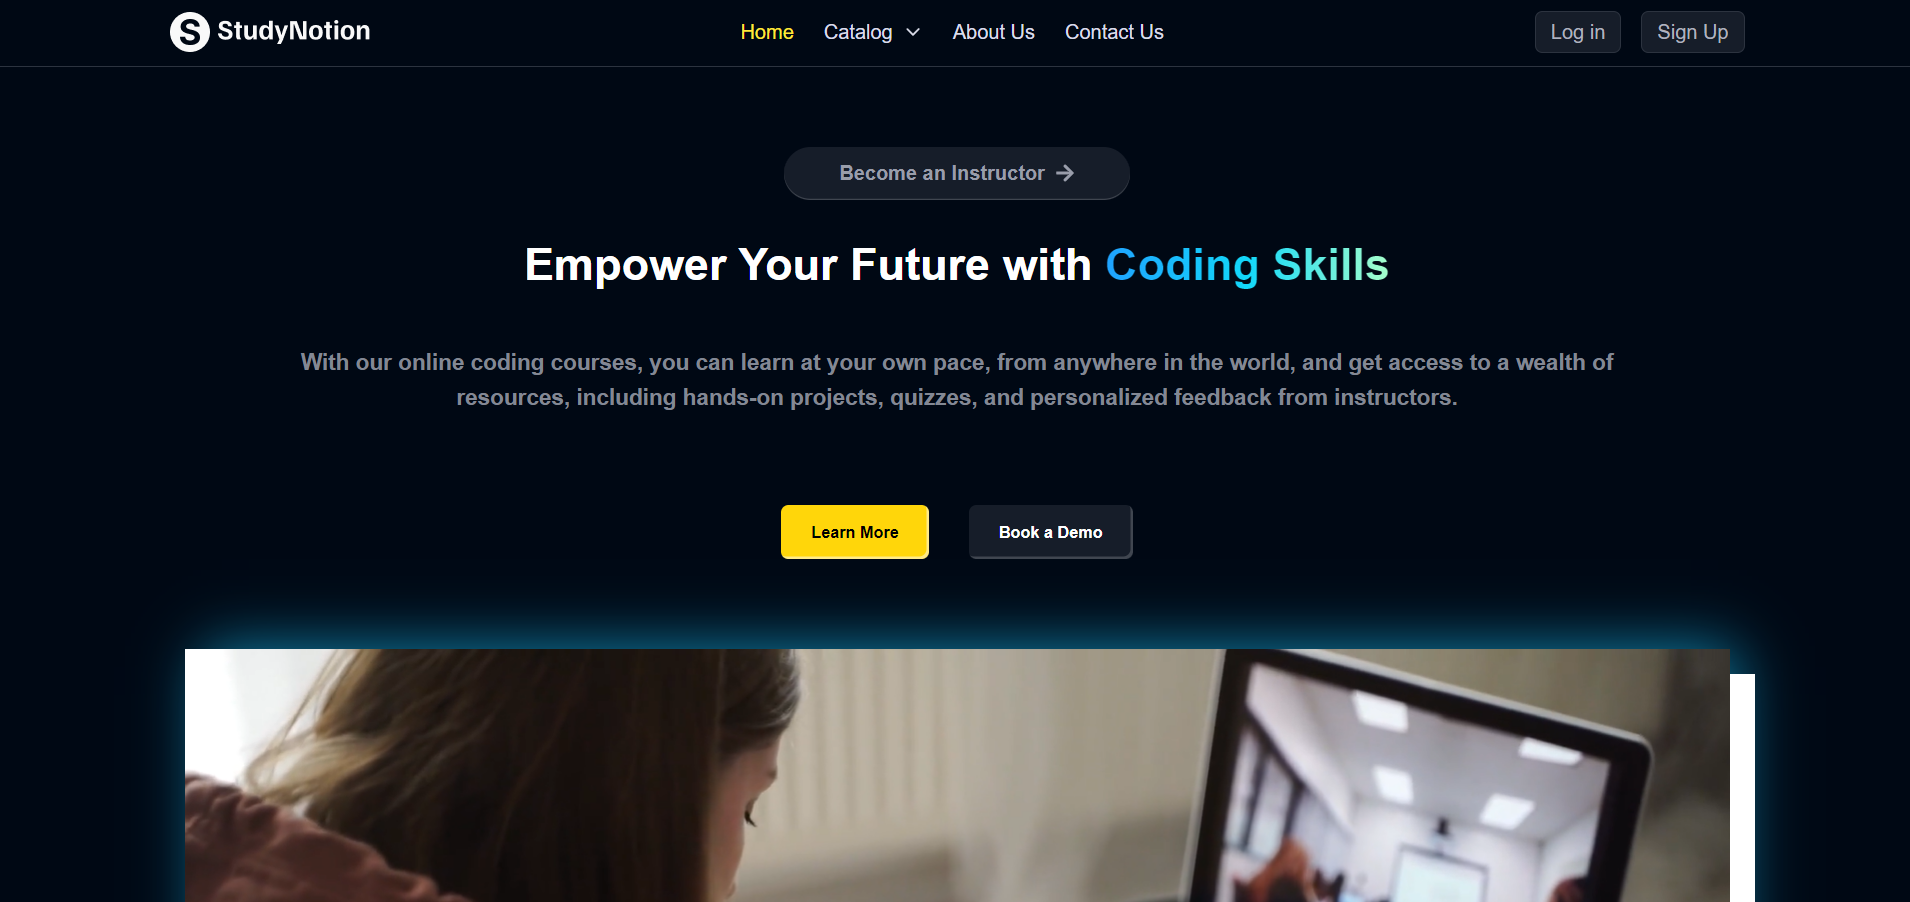 S StudyNotion
Home Catalog About Us Contact Us
Log in Sign Up
Become an Instructor
Empower Your Future with Coding Skills
With our online coding courses, you can learn at your own pace, from anywhere in the world, and get access to a wealth of
resources, including hands-on projects, quizzes, and personalized feedback from instructors.
Learn More
Book a Demo